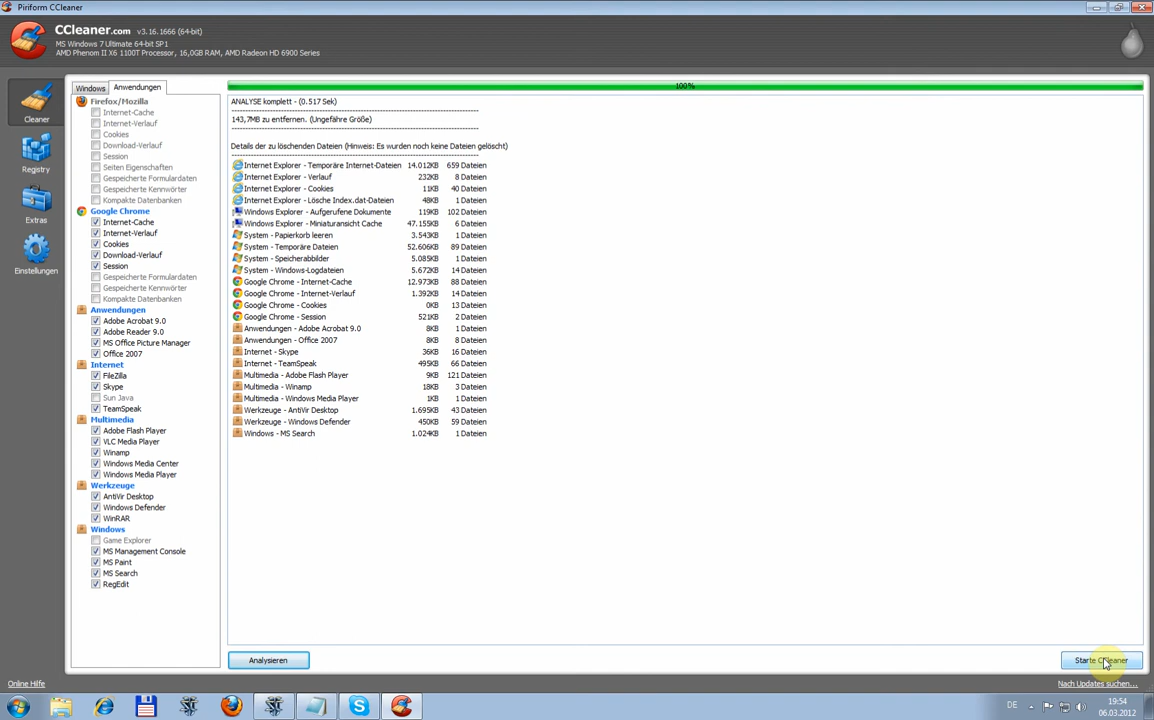 Piriform CCleaner
CCleaner.com v3.16.1666 (64-bit)
MS Windows 7 Ultimate 64-bit SP1
AMD Phenom II X6 1100T Processor, 16,0GB RAM, AMD Radeon HD 6900 Series
Cleaner
Registry
Extras
Einstellungen
Windows
Anwendungen
Firefox/Mozilla
Internet-Cache
Internet-Verlauf
Cookies
Download-Verlauf
Session
Seiten Eigenschaften
Gespeicherte Formulardaten
Gespeicherte Kennwörter
Kompakte Datenbanken
Google Chrome
Internet-Cache
Internet-Verlauf
Cookies
Download-Verlauf
Session
Gespeicherte Formulardaten
Gespeicherte Kennwörter
Kompakte Datenbanken
Anwendungen
Adobe Acrobat 9.0
Adobe Reader 9.0
MS Office Picture Manager
Office 2007
Internet
FileZilla
Skype
Sun Java
TeamSpeak
Multimedia
Adobe Flash Player
VLC Media Player
Winamp
Windows Media Center
Windows Media Player
Werkzeuge
AntiVir Desktop
Windows Defender
WinRAR
Windows
Game Explorer
MS Management Console
MS Paint
MS Search
RegEdit
100%
ANALYSE komplett - (0.517 Sek)
143,7MB zu entfernen. (Ungefähre Größe)
Details der zu löschenden Dateien (Hinweis: Es wurden noch keine Dateien gelöscht)
Internet Explorer - Temporäre Internet-Dateien 14.012KB 659 Dateien
Internet Explorer - Verlauf 232KB 8 Dateien
Internet Explorer - Cookies 11KB 40 Dateien
Internet Explorer - Lösche Index.dat-Dateien 48KB 1 Dateien
Windows Explorer - Aufgerufene Dokumente 119KB 102 Dateien
Windows Explorer - Miniaturansicht Cache 47.155KB 6 Dateien
System - Papierkorb leeren 3.543KB 1 Dateien
System - Temporäre Dateien 52.606KB 89 Dateien
System - Speicherabbilder 5.085KB 1 Dateien
System - Windows-Logdateien 5.672KB 14 Dateien
Google Chrome - Internet-Cache 12.973KB 88 Dateien
Google Chrome - Internet-Verlauf 1.392KB 14 Dateien
Google Chrome - Cookies 0KB 13 Dateien
Google Chrome - Session 521KB 2 Dateien
Anwendungen - Adobe Acrobat 9.0 8KB 1 Dateien
Anwendungen - Office 2007 8KB 8 Dateien
Internet - Skype 36KB 16 Dateien
Internet - TeamSpeak 495KB 66 Dateien
Multimedia - Adobe Flash Player 9KB 121 Dateien
Multimedia - Winamp 18KB 3 Dateien
Multimedia - Windows Media Player 1KB 1 Dateien
Werkzeuge - AntiVir Desktop 1.695KB 43 Dateien
Werkzeuge - Windows Defender 450KB 59 Dateien
Windows - MS Search 1.024KB 1 Dateien
Analysieren
Starte CCleaner
Online Hilfe
Nach Updates suchen...
DE
19:54
06.03.2012